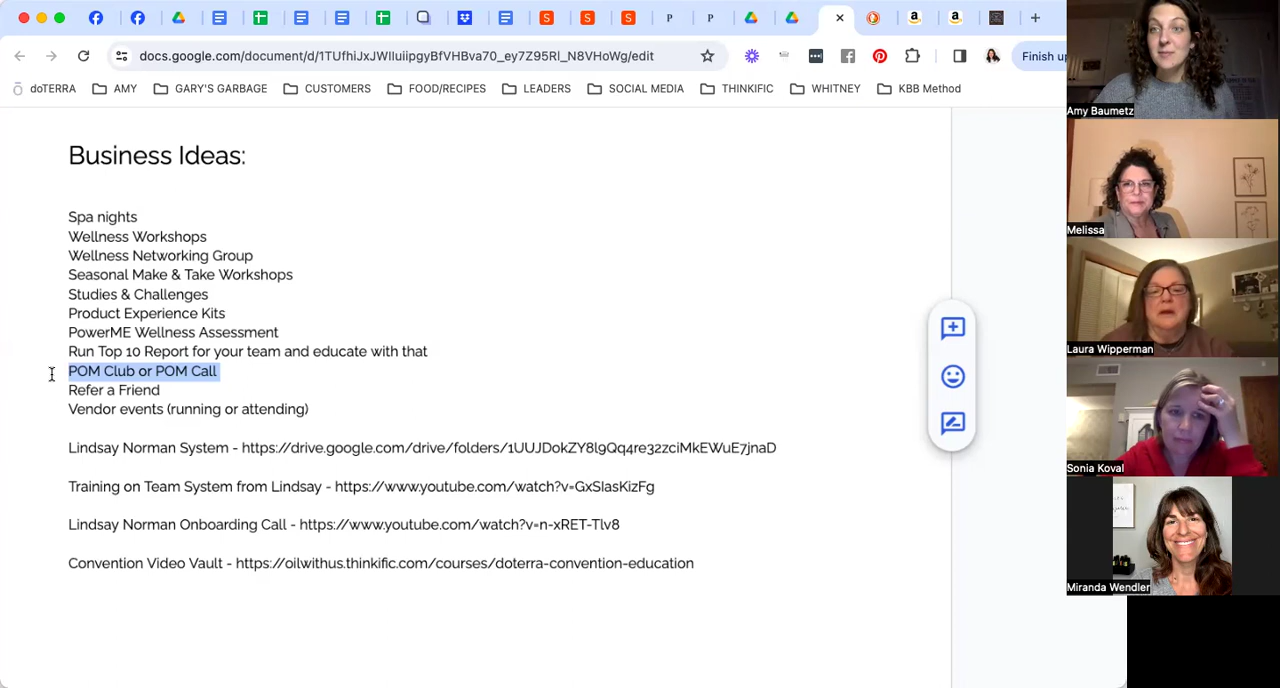 docs.google.com/document/d/1TUfhiJxJWlluiipgyBfVHBva70_ey7Z95Rl_N8VHoWg/edit
Finish up
doTERRA
AMY
GARY'S GARBAGE
CUSTOMERS
FOOD/RECIPES
LEADERS
SOCIAL MEDIA
THINKIFIC
WHITNEY
KBB Method
Business Ideas:
Spa nights
Wellness Workshops
Wellness Networking Group
Seasonal Make & Take Workshops
Studies & Challenges
Product Experience Kits
PowerME Wellness Assessment
Run Top 10 Report for your team and educate with that
POM Club or POM Call
Refer a Friend
Vendor events (running or attending)
Lindsay Norman System - https://drive.google.com/drive/folders/1UUJDokZY8l9Qq4re32zciMkEWuE7jnaD
Training on Team System from Lindsay - https://www.youtube.com/watch?v=GxSIasKizFg
Lindsay Norman Onboarding Call - https://www.youtube.com/watch?v=n-xRET-Tlv8
Convention Video Vault - https://oilwithus.thinkific.com/courses/doterra-convention-education
Amy Baumetz
Melissa
Laura Wipperman
Sonia Koval
Miranda Wendler